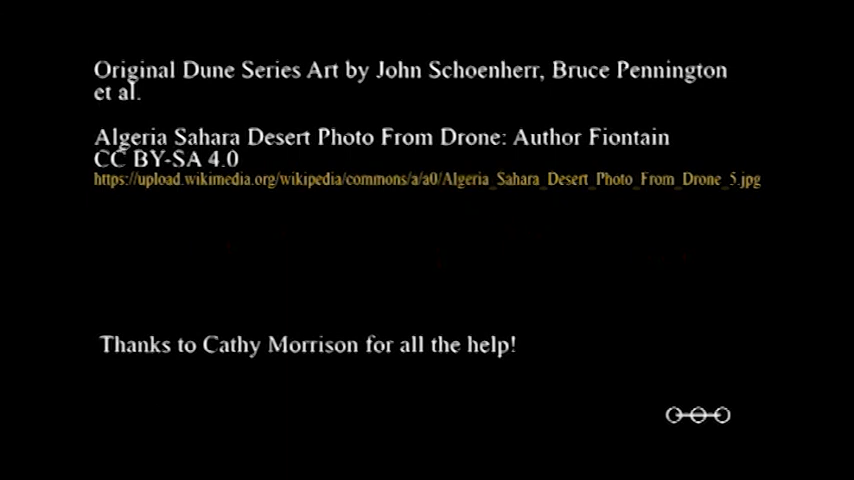 Original Dune Series Art by John Schoenherr, Bruce Pennington
et al.
Algeria Sahara Desert Photo From Drone: Author Fiontain
CC BY-SA 4.0
https://upload.wikimedia.org/wikipedia/commons/a/a0/Algeria_Sahara_Desert_Photo_From_Drone_5.jpg
Thanks to Cathy Morrison for all the help!